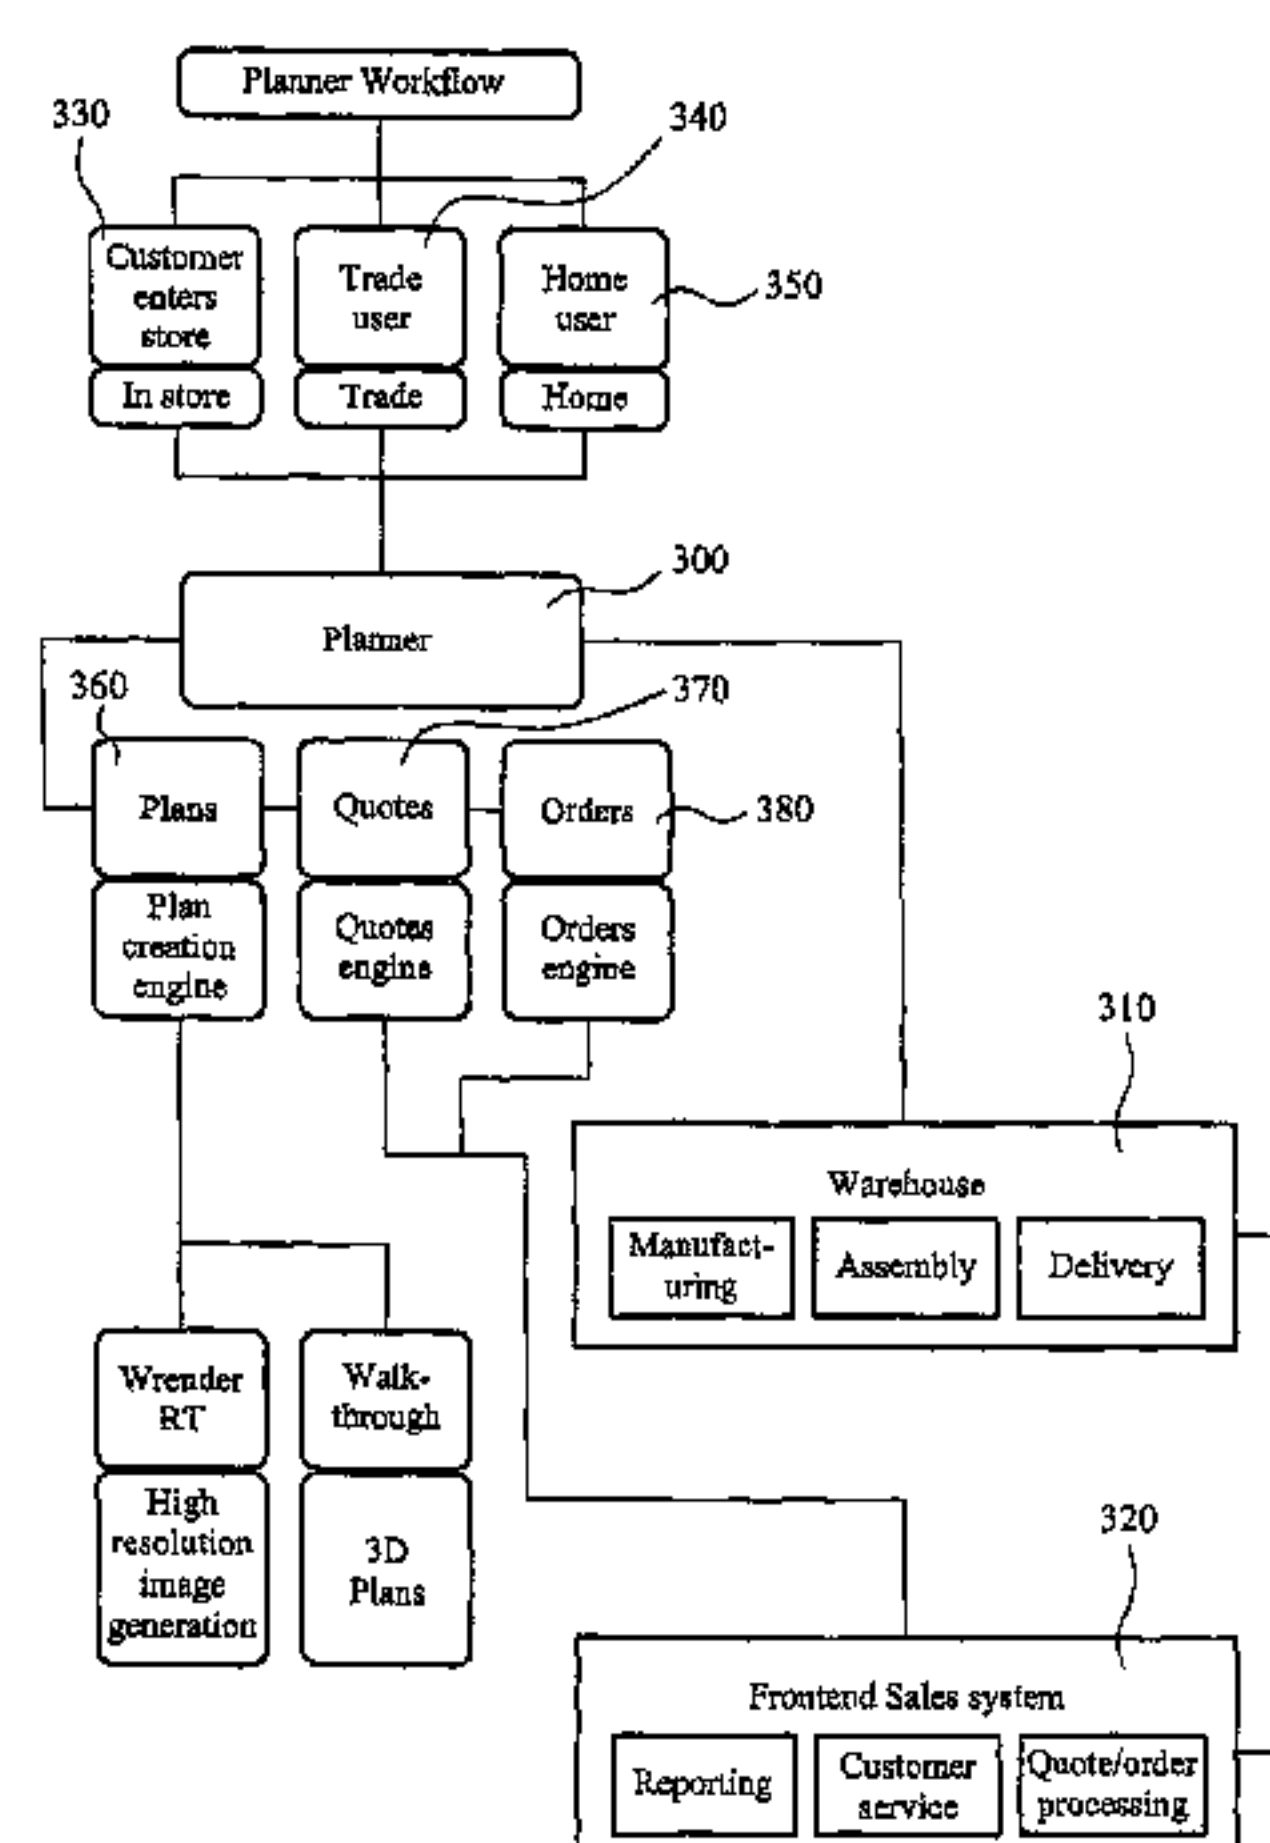 Planner Workflow
330
340
Customer
enters
store
Trade
user
Home
user
350
In store
Trade
Home
300
Planner
360
370
Plans
Quotes
Orders
380
Plan
creation
engine
Quotes
engine
Orders
engine
310
Warehouse
Manufact-
uring
Assembly
Delivery
Wrender
RT
Walk-
through
High
resolution
image
generation
3D
Plans
320
Frontend Sales system
Reporting
Customer
service
Quote/order
processing